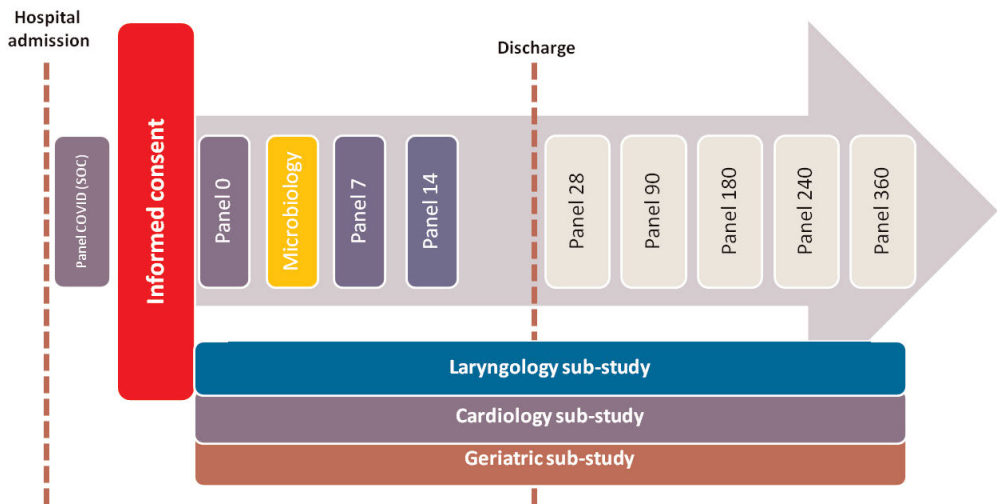 Hospital
admission
Discharge
Panel COVID (SOC)
Informed consent
Panel 0
Microbiology
Panel 7
Panel 14
Panel 28
Panel 90
Panel 180
Panel 240
Panel 360
Laryngology sub-study
Cardiology sub-study
Geriatric sub-study